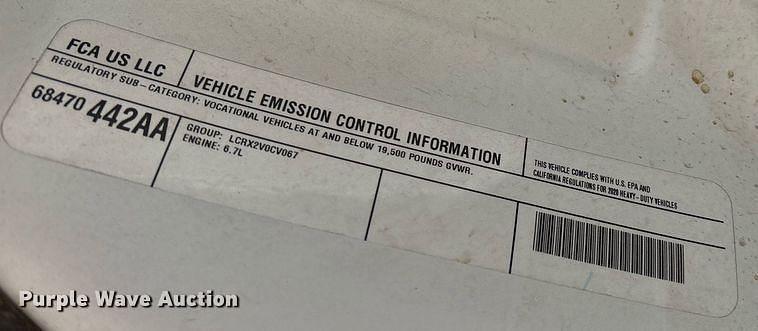 FCA US LLC
VEHICLE EMISSION CONTROL INFORMATION
REGULATORY SUB-CATEGORY: VOCATIONAL VEHICLES AT AND BELOW 19,500 POUNDS GVWR.
THIS VEHICLE COMPLIES WITH U.S. EPA AND
CALIFORNIA REGULATIONS FOR 2020 HEAVY-DUTY VEHICLES
68470 442AA
GROUP: LCRX2V0CV067
ENGINE: 6.7L
Purple Wave Auction